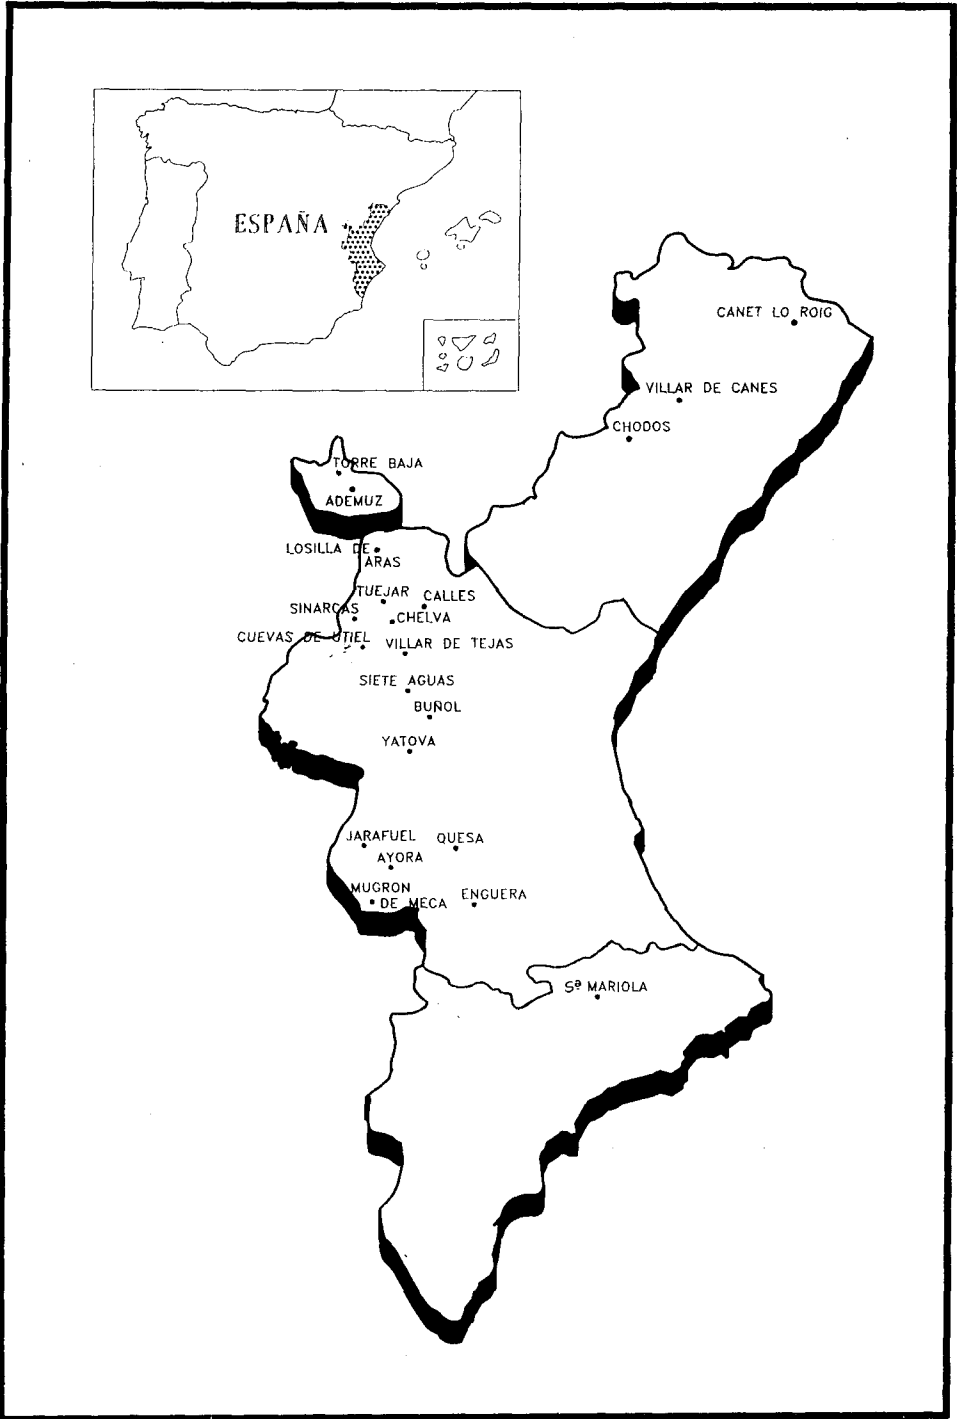 ESPAÑA
CANET LO ROIG
VILLAR DE CANES
CHODOS
TORRE BAJA
ADEMUZ
LOSILLA DE
ARAS
TUEJAR
CALLES
SINARCAS
CHELVA
CUEVAS DE UTIEL
VILLAR DE TEJAS
SIETE AGUAS
BUÑOL
YATOVA
JARAFUEL
QUESA
AYORA
MUGRON
DE MECA
ENGUERA
Sª MARIOLA